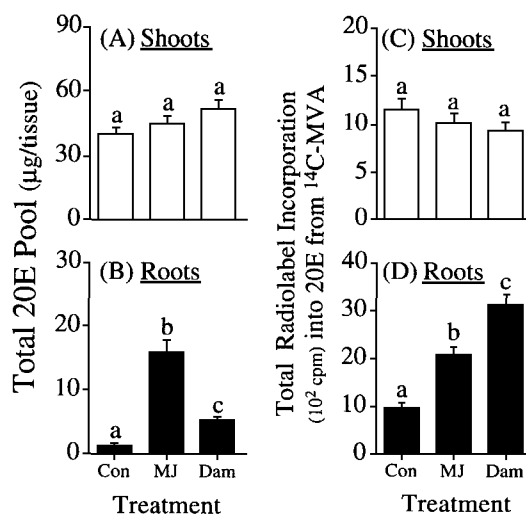 Total 20E Pool (µg/tissue)
(A) Shoots
90
60
30
0
a a a
(B) Roots
30
20
10
0
a b c
Con MJ Dam
Treatment
Total Radiolabel Incorporation
(10² cpm) into 20E from ¹⁴C-MVA
(C) Shoots
20
15
10
5
0
a a a
(D) Roots
40
30
20
10
0
a b c
Con MJ Dam
Treatment